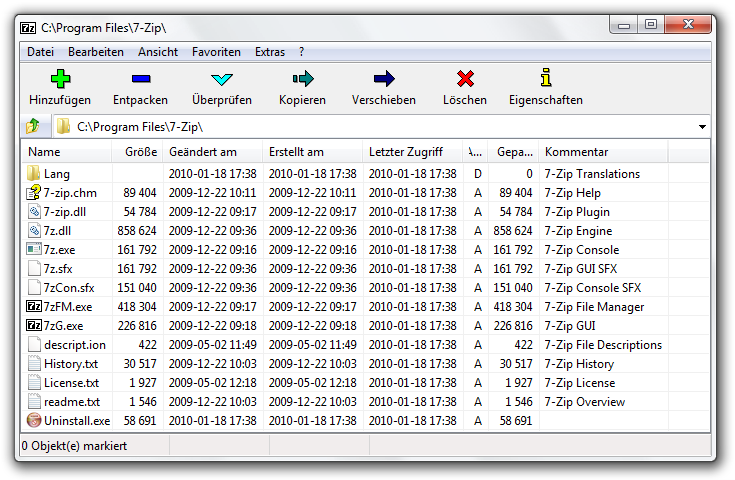 7z C:\Program Files\7-Zip\
Datei Bearbeiten Ansicht Favoriten Extras ?
Hinzufügen Entpacken Überprüfen Kopieren Verschieben Löschen Eigenschaften
C:\Program Files\7-Zip\
Name Größe Geändert am Erstellt am Letzter Zugriff A... Gepa... Kommentar
Lang 2010-01-18 17:38 2010-01-18 17:38 2010-01-18 17:38 D 0 7-Zip Translations
7-zip.chm 89 404 2009-12-22 10:11 2009-12-22 10:11 2010-01-18 17:38 A 89 404 7-Zip Help
7-zip.dll 54 784 2009-12-22 09:17 2009-12-22 09:17 2010-01-18 17:38 A 54 784 7-Zip Plugin
7z.dll 858 624 2009-12-22 09:36 2009-12-22 09:36 2010-01-18 17:38 A 858 624 7-Zip Engine
7z.exe 161 792 2009-12-22 09:16 2009-12-22 09:16 2010-01-18 17:38 A 161 792 7-Zip Console
7z.sfx 161 792 2009-12-22 09:36 2009-12-22 09:36 2010-01-18 17:38 A 161 792 7-Zip GUI SFX
7zCon.sfx 151 040 2009-12-22 09:36 2009-12-22 09:36 2010-01-18 17:38 A 151 040 7-Zip Console SFX
7z 7zFM.exe 418 304 2009-12-22 09:17 2009-12-22 09:17 2010-01-18 17:38 A 418 304 7-Zip File Manager
7z 7zG.exe 226 816 2009-12-22 09:18 2009-12-22 09:18 2010-01-18 17:38 A 226 816 7-Zip GUI
descript.ion 422 2009-05-02 11:49 2009-05-02 11:49 2010-01-18 17:38 A 422 7-Zip File Descriptions
History.txt 30 517 2009-12-22 10:03 2009-12-22 10:03 2010-01-18 17:38 A 30 517 7-Zip History
License.txt 1 927 2009-05-02 12:18 2009-05-02 12:18 2010-01-18 17:38 A 1 927 7-Zip License
readme.txt 1 546 2009-12-22 10:03 2009-12-22 10:03 2010-01-18 17:38 A 1 546 7-Zip Overview
Uninstall.exe 58 691 2010-01-18 17:38 2010-01-18 17:38 2010-01-18 17:38 A 58 691
0 Objekt(e) markiert